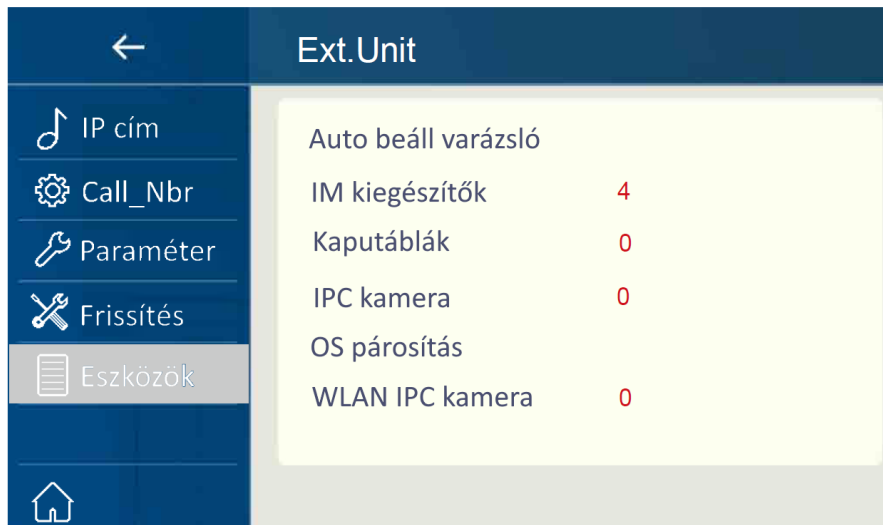 Ext.Unit
IP cím
Call_Nbr
Paraméter
Frissítés
Eszközök
Auto beáll varázsló
IM kiegészítők 4
Kaputáblák 0
IPC kamera 0
OS párosítás
WLAN IPC kamera 0